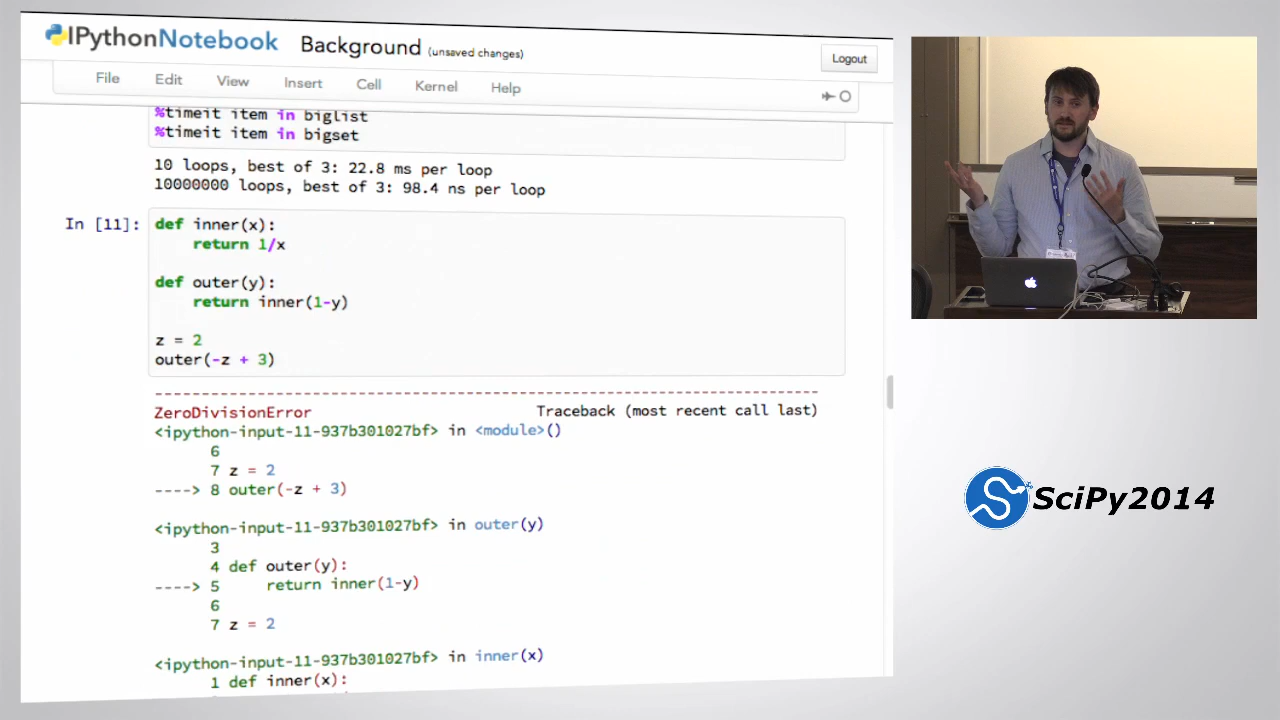 IPythonNotebook Background (unsaved changes) Logout
File Edit View Insert Cell Kernel Help
%timeit item in biglist
%timeit item in bigset
10 loops, best of 3: 22.8 ms per loop
10000000 loops, best of 3: 98.4 ns per loop
In [11]: def inner(x):
return 1/x
def outer(y):
return inner(1-y)
z = 2
outer(-z + 3)
---------------------------------------------------------------------------
ZeroDivisionError Traceback (most recent call last)
<ipython-input-11-937b301027bf> in <module>()
6
7 z = 2
----> 8 outer(-z + 3)
<ipython-input-11-937b301027bf> in outer(y)
3
4 def outer(y):
----> 5 return inner(1-y)
6
7 z = 2
<ipython-input-11-937b301027bf> in inner(x)
1 def inner(x):
SciPy2014